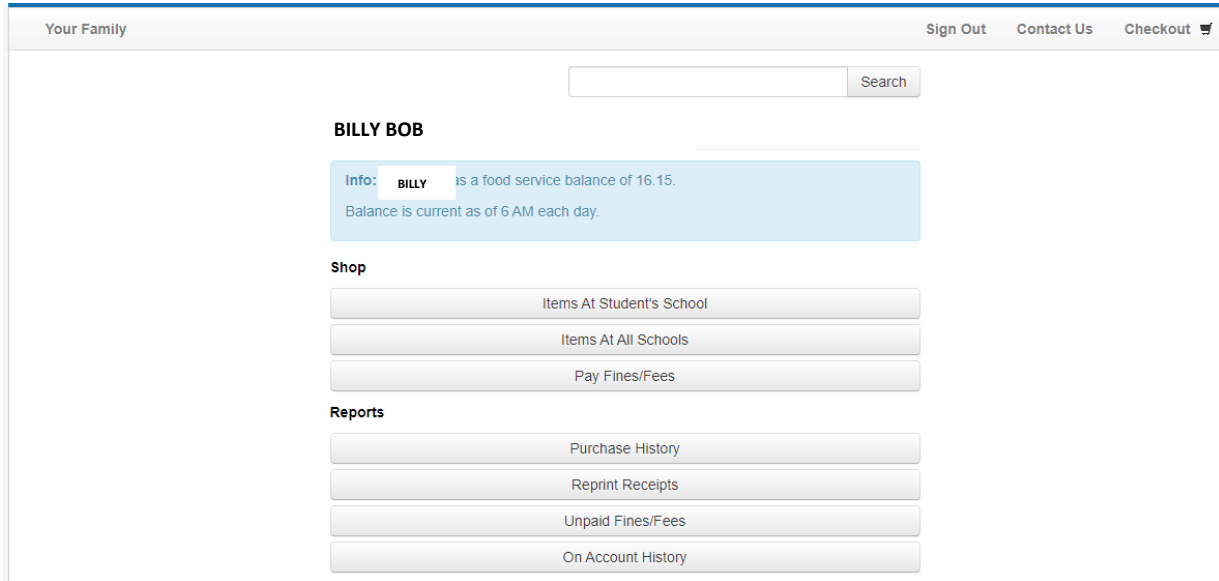 Your Family Sign Out Contact Us Checkout
Search
BILLY BOB
Info: BILLY as a food service balance of 16.15.
Balance is current as of 6 AM each day.
Shop
Items At Student's School
Items At All Schools
Pay Fines/Fees
Reports
Purchase History
Reprint Receipts
Unpaid Fines/Fees
On Account History